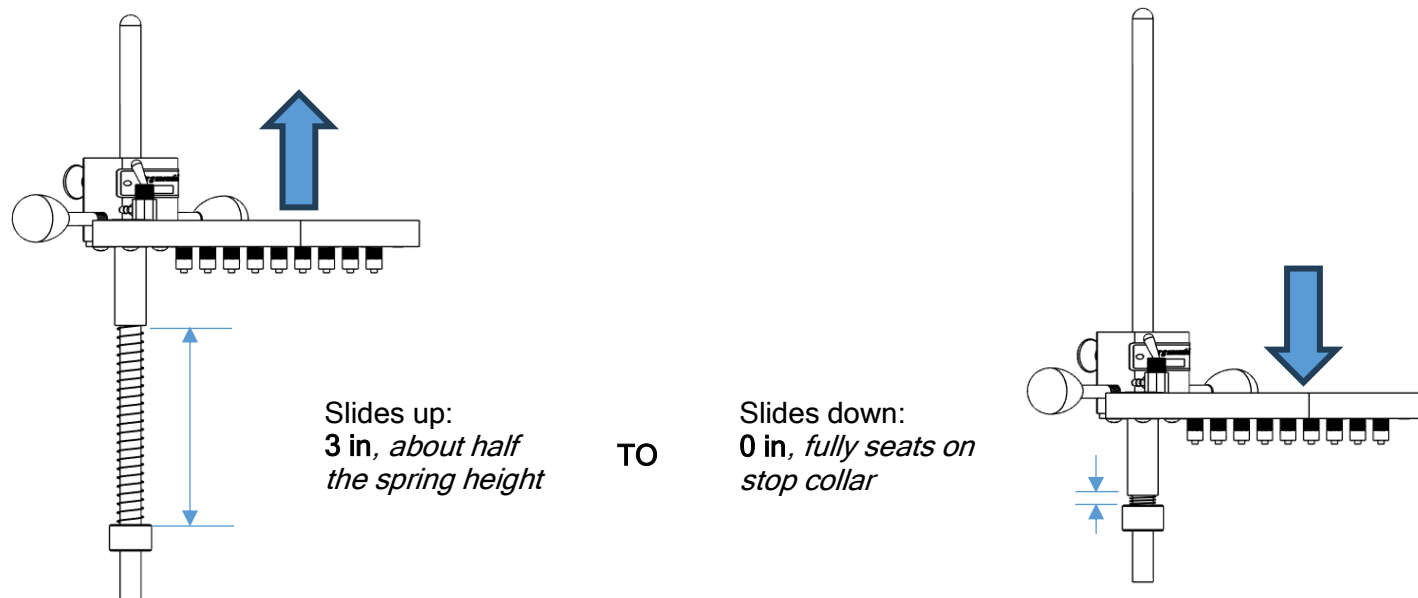 Slides up:
3 in, about half
the spring height
TO
Slides down:
0 in, fully seats on
stop collar